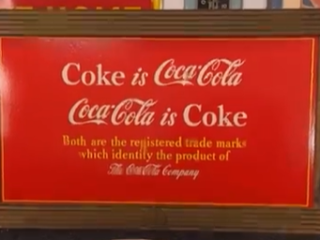 HOME
Coke is Coca-Cola
Coca-Cola is Coke
Both are the registered trade marks
which identify the product of
The Coca-Cola Company